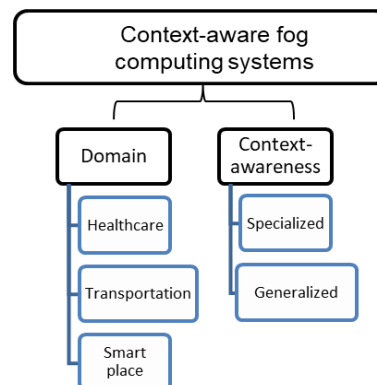 Context-aware fog
computing systems
Domain
Context-
awareness
Healthcare
Specialized
Transportation
Generalized
Smart
place